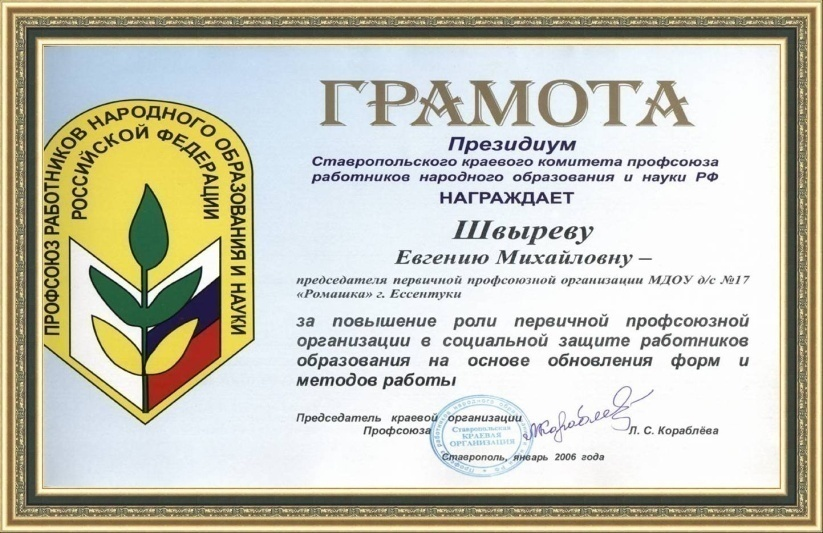 ПРОФСОЮЗ РАБОТНИКОВ НАРОДНОГО ОБРАЗОВАНИЯ И НАУКИ
РОССИЙСКОЙ ФЕДЕРАЦИИ
ГРАМОТА
Президиум
Ставропольского краевого комитета профсоюза
работников народного образования и науки РФ
НАГРАЖДАЕТ
Швыреву
Евгению Михайловну –
председателя первичной профсоюзной организации МДОУ д/с №17
«Ромашка» г. Ессентуки
за повышение роли первичной профсоюзной
организации в социальной защите работников
образования на основе обновления форм и
методов работы
Председатель краевой организации
Профсоюза
Л. С. Кораблёва
Ставропольская
КРАЕВАЯ
ОРГАНИЗАЦИЯ
Ставрополь, январь 2006 года